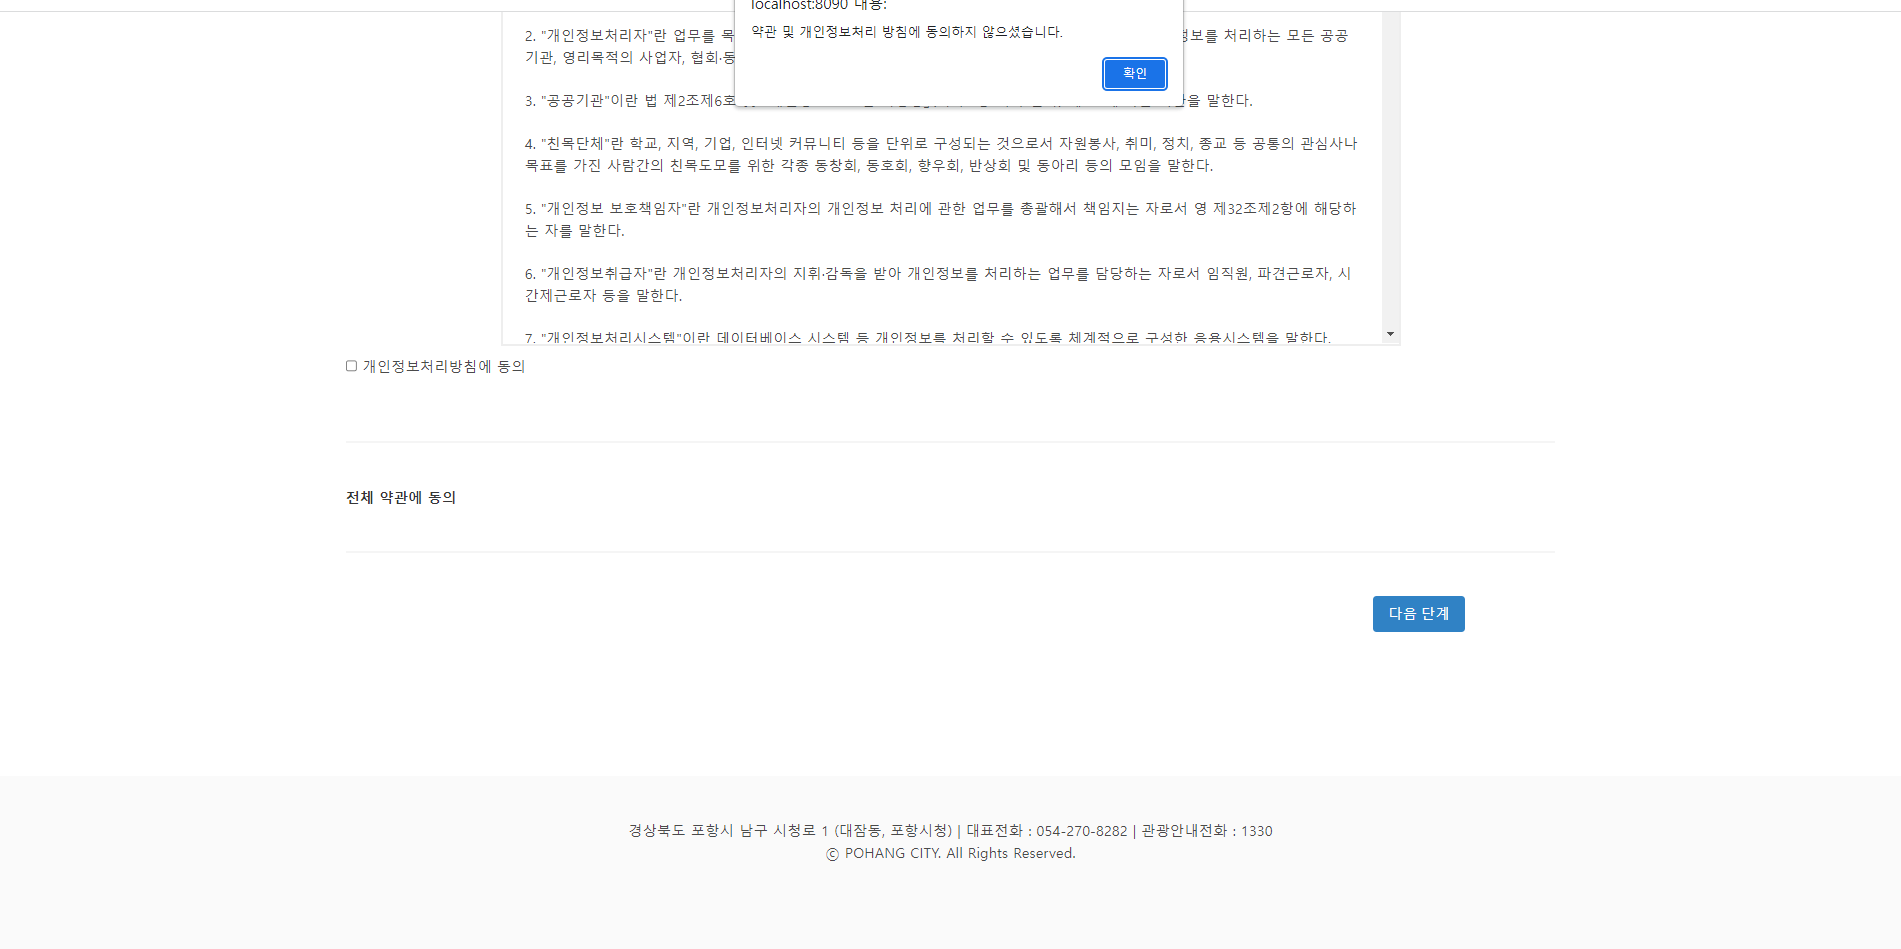 localhost:8090 내용:
약관 및 개인정보처리 방침에 동의하지 않으셨습니다.
확인
2. "개인정보처리자"란 업무를 목 정보를 처리하는 모든 공공
기관, 영리목적의 사업자, 협회·동
3. "공공기관"이란 법 제2조제6호 을 말한다.
4. "친목단체"란 학교, 지역, 기업, 인터넷 커뮤니티 등을 단위로 구성되는 것으로서 자원봉사, 취미, 정치, 종교 등 공통의 관심사나
목표를 가진 사람간의 친목도모를 위한 각종 동창회, 동호회, 향우회, 반상회 및 동아리 등의 모임을 말한다.
5. "개인정보 보호책임자"란 개인정보처리자의 개인정보 처리에 관한 업무를 총괄해서 책임지는 자로서 영 제32조제2항에 해당하
는 자를 말한다.
6. "개인정보취급자"란 개인정보처리자의 지휘·감독을 받아 개인정보를 처리하는 업무를 담당하는 자로서 임직원, 파견근로자, 시
간제근로자 등을 말한다.
7. "개인정보처리시스템"이란 데이터베이스 시스템 등 개인정보를 처리할 수 있도록 체계적으로 구성한 응용시스템을 말한다.
개인정보처리방침에 동의
전체 약관에 동의
다음 단계
경상북도 포항시 남구 시청로 1 (대잠동, 포항시청) | 대표전화 : 054-270-8282 | 관광안내전화 : 1330
ⓒ POHANG CITY. All Rights Reserved.